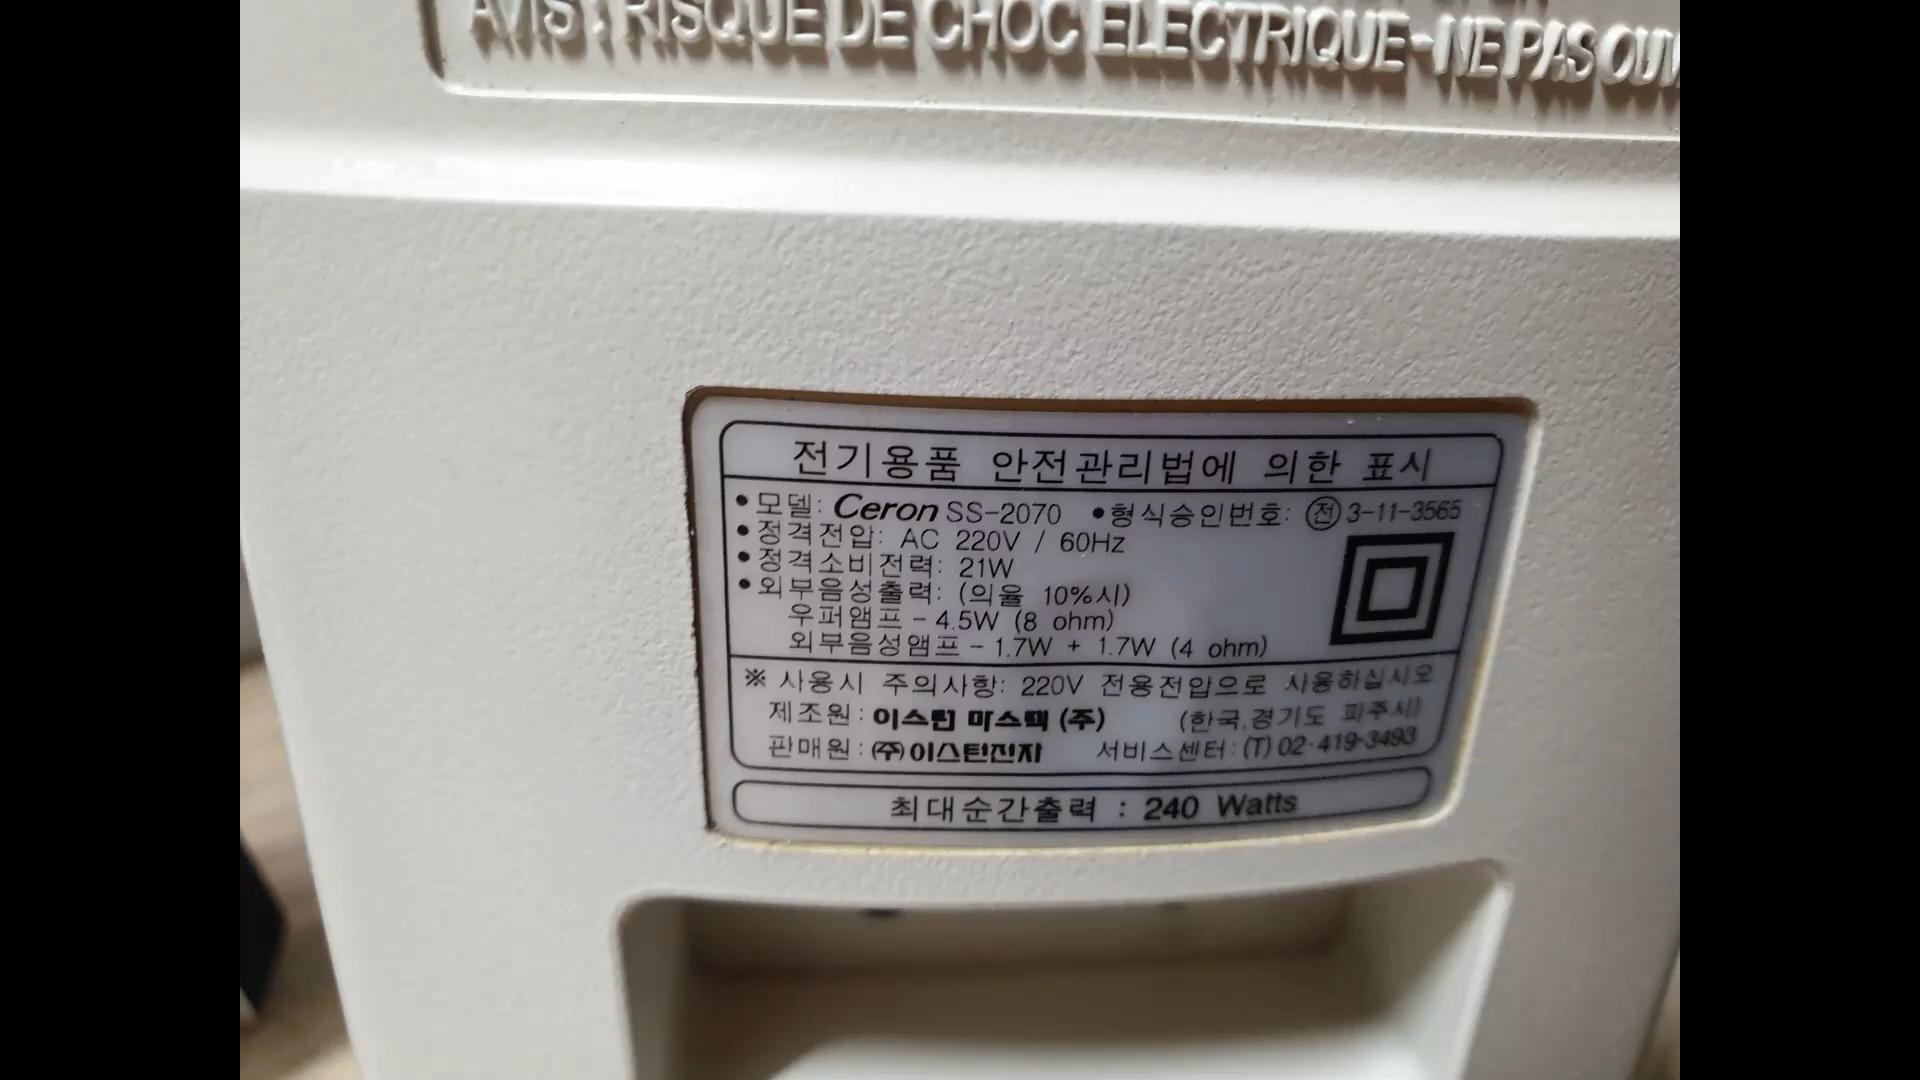 AVIS : RISQUE DE CHOC ELECTRIQUE-NE PAS OUV
전기용품 안전관리법에 의한 표시
•모델: Ceron SS-2070 •형식승인번호: 전 3-11-3565
•정격전압: AC 220V / 60Hz
•정격소비전력: 21W
•외부음성출력: (의율 10%시)
우퍼앰프 - 4.5W (8 ohm)
외부음성앰프 - 1.7W + 1.7W (4 ohm)
※ 사용시 주의사항: 220V 전용전압으로 사용하십시오
제조원: 이스턴 마스텍 (주) (한국,경기도 파주시)
판매원: (주)이스턴전자 서비스센터: (T) 02-419-3493
최대순간출력 : 240 Watts